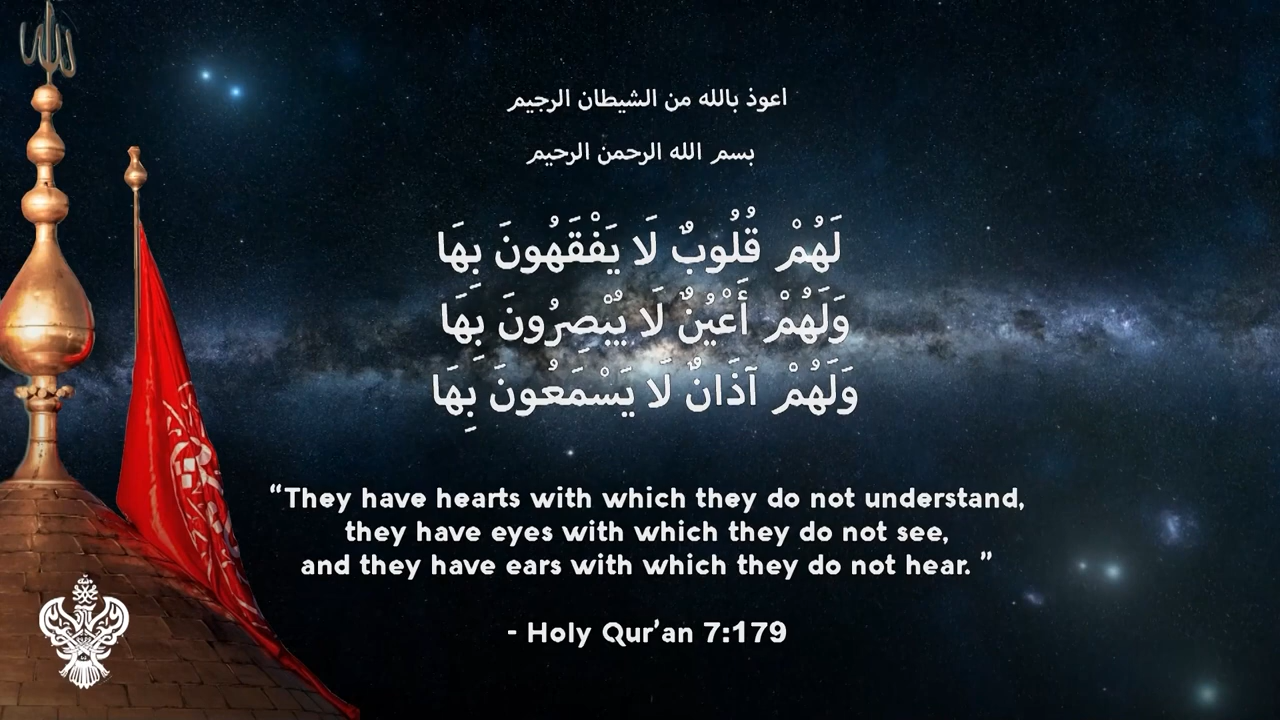 اعوذ بالله من الشيطان الرجيم
بسم الله الرحمن الرحيم
لَهُمْ قُلُوبٌ لَا يَفْقَهُونَ بِهَا
وَلَهُمْ أَعْيُنٌ لَا يُبْصِرُونَ بِهَا
وَلَهُمْ آذَانٌ لَا يَسْمَعُونَ بِهَا
“They have hearts with which they do not understand,
they have eyes with which they do not see,
and they have ears with which they do not hear. ”
- Holy Qur’an 7:179